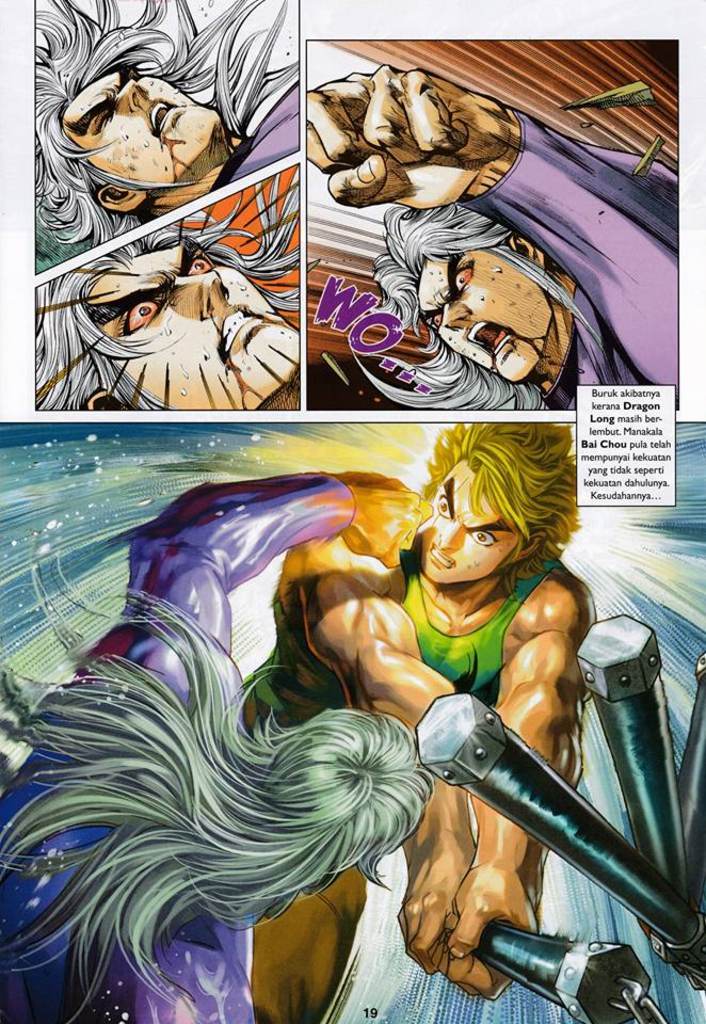 WO...
Buruk akibatnya
kerana Dragon
Long masih ber-
lembut. Manakala
Bai Chou pula telah
mempunyai kekuatan
yang tidak seperti
kekuatan dahulunya.
Kesudahannya...
19